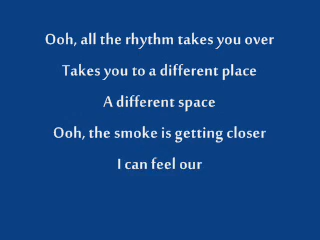 Ooh, all the rhythm takes you over
Takes you to a different place
A different space
Ooh, the smoke is getting closer
I can feel our